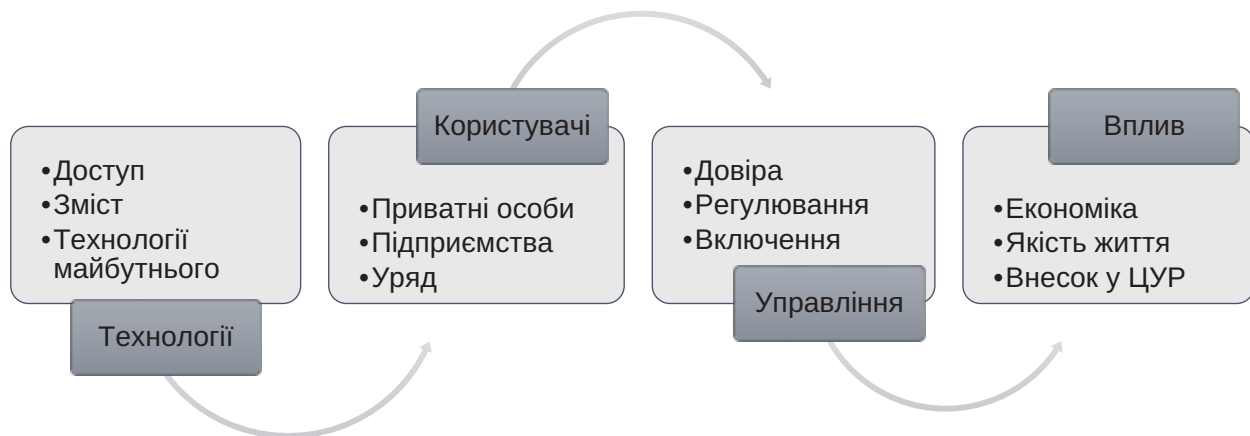 •Доступ
•Зміст
•Технології
майбутнього
Технології
Користувачі
•Приватні особи
•Підприємства
•Уряд
•Довіра
•Регулювання
•Включення
Управління
Вплив
•Економіка
•Якість життя
•Внесок у ЦУР